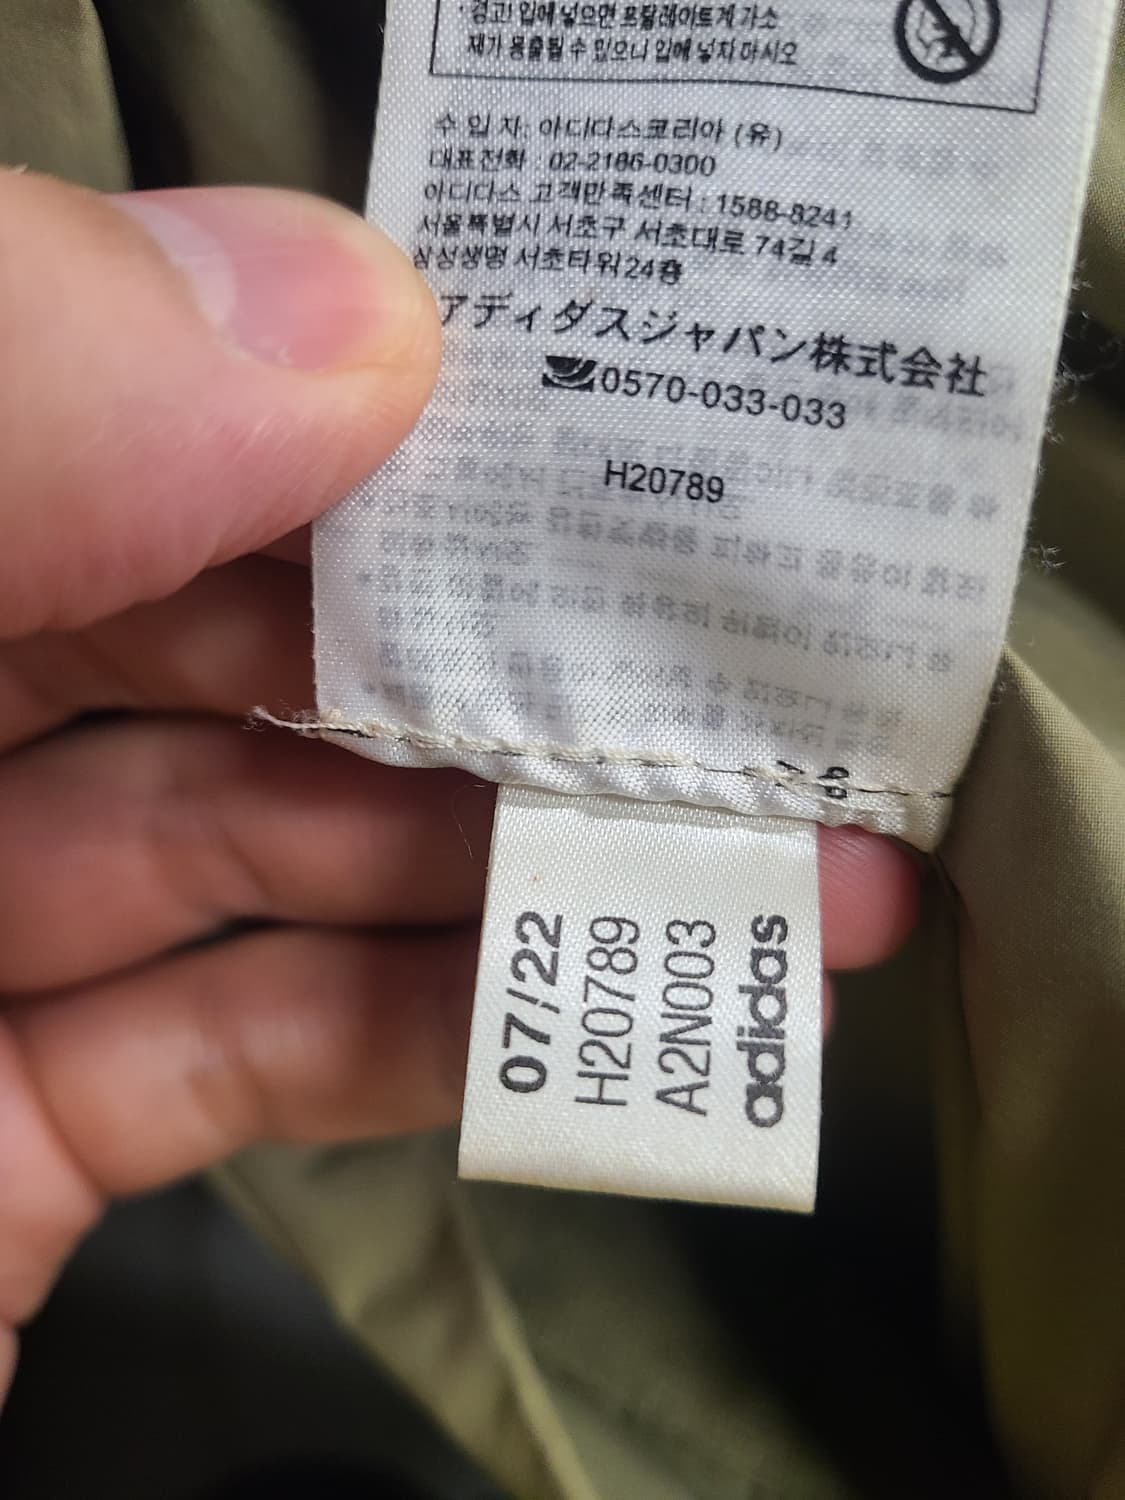 · 경고! 입에 넣으면 프탈레이트계 가소
제가 용출될 수 있으니 입에 넣지 마시오
수 입 자: 아디다스코리아 (유)
대표전화 : 02-2186-0300
아디다스 고객만족센터 : 1588-8241
서울특별시 서초구 서초대로 74길 4
삼성생명 서초타워 24층
アディダスジャパン株式会社
0570-033-033
H20789
07/22
H20789
A2N003
adidas